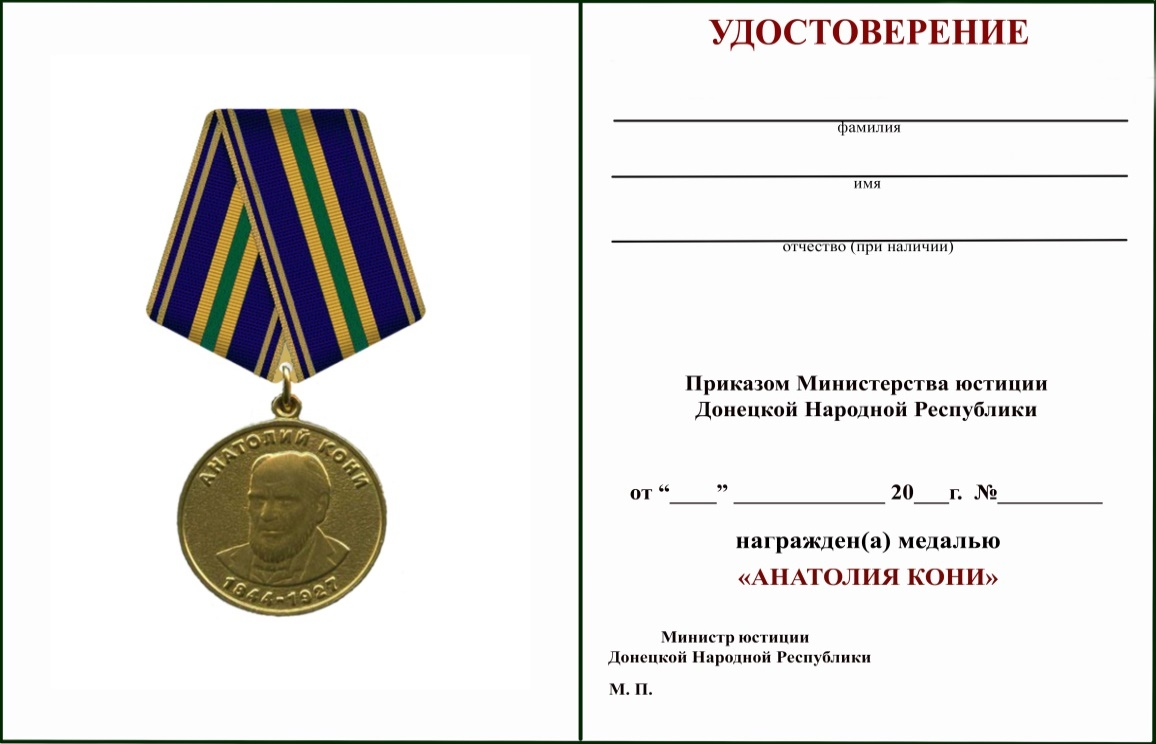 АНАТОЛИЙ КОНИ
1844-1927
УДОСТОВЕРЕНИЕ
фамилия
имя
отчество (при наличии)
Приказом Министерства юстиции
Донецкой Народной Республики
от “____” _____________ 20___г. №_________
награжден(а) медалью
«АНАТОЛИЯ КОНИ»
Министр юстиции
Донецкой Народной Республики
М. П.